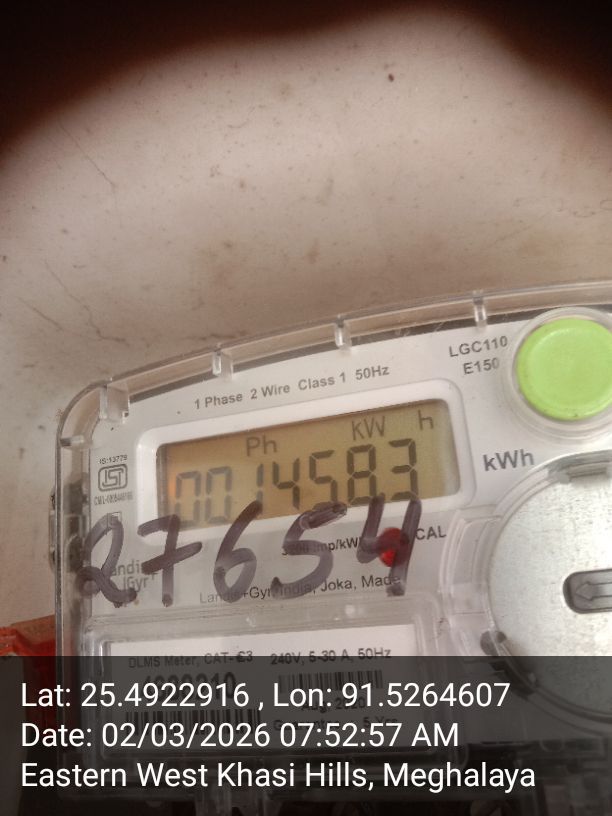 LGC110
E150
1 Phase 2 Wire Class 1 50Hz
IS:13779
Ph kW h
0014583
kWh
27654
CAL
Landis+Gyr, India, Joka, Made
DLMS Meter, CAT-C3 240V, 5-30 A, 50Hz
Lat: 25.4922916 , Lon: 91.5264607
Date: 02/03/2026 07:52:57 AM
Eastern West Khasi Hills, Meghalaya